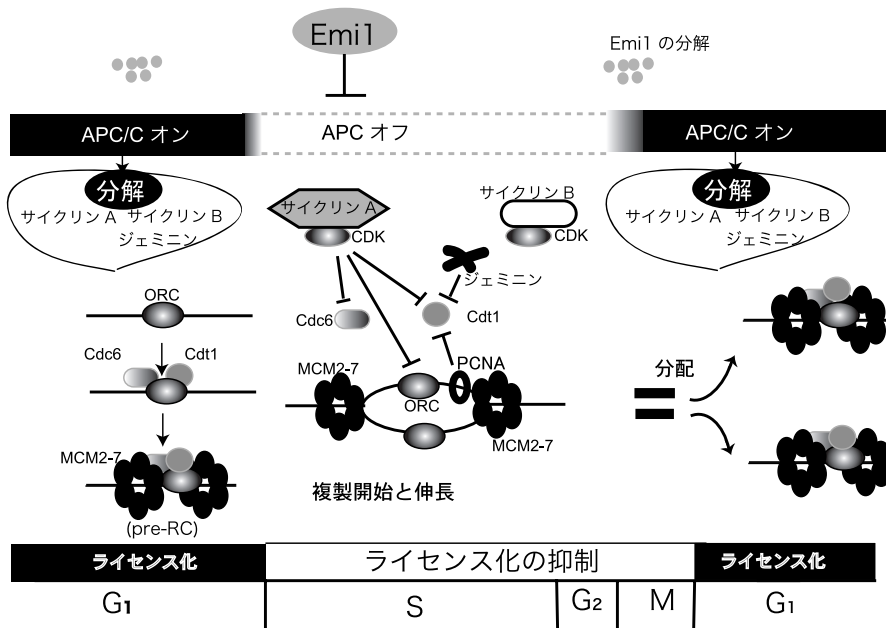 Emi1
Emi1 の分解
APC/C オン
APC オフ
APC/C オン
分解
サイクリン A サイクリン B
ジェミニン
サイクリン A
CDK
サイクリン B
CDK
ジェミニン
分解
サイクリン A サイクリン B
ジェミニン
ORC
Cdc6
Cdt1
MCM2-7
(pre-RC)
Cdc6
Cdt1
MCM2-7
PCNA
ORC
MCM2-7
複製開始と伸長
分配
ライセンス化
ライセンス化の抑制
ライセンス化
G1
S
G2
M
G1